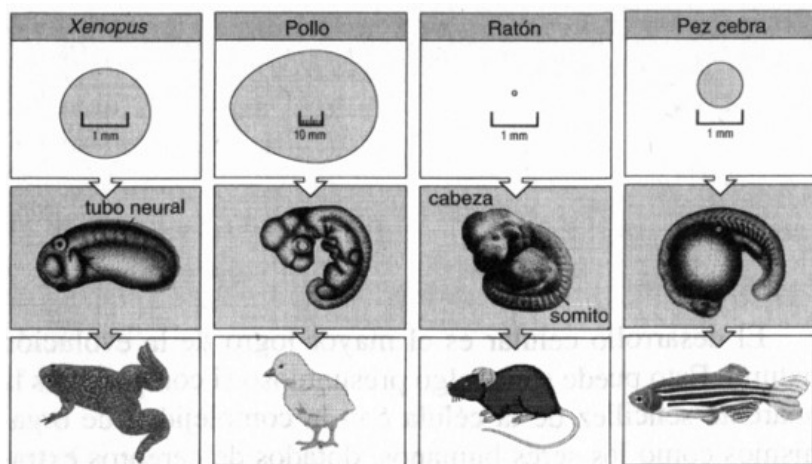 Xenopus
Pollo
Ratón
Pez cebra
1 mm
10 mm
1 mm
1 mm
tubo neural
cabeza
somito